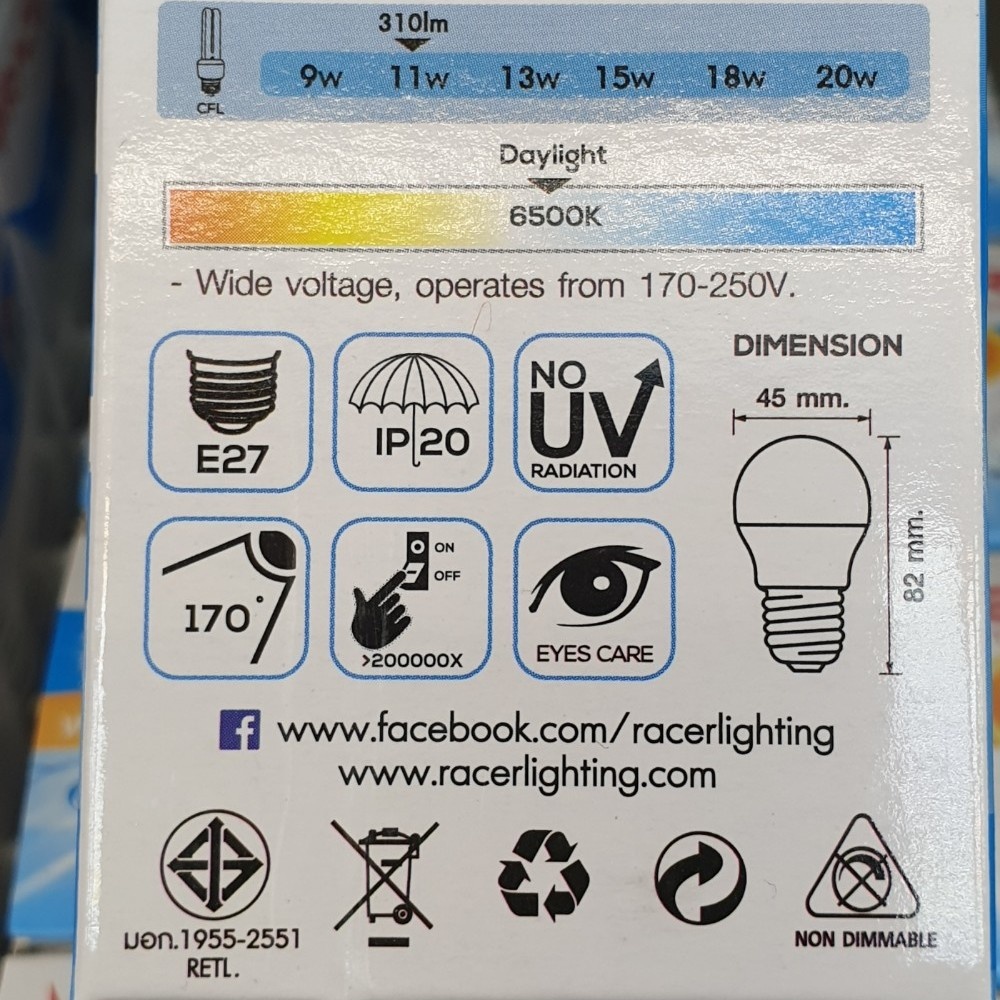 310lm
9W 11W 13W 15W 18W 20W
CFL
Daylight
6500K
- Wide voltage, operates from 170-250V.
E27
IP20
NO
UV
RADIATION
DIMENSION
45 mm.
82 mm.
170°
ON
OFF
>200000X
EYES CARE
www.facebook.com/racerlighting
www.racerlighting.com
มอก.1955-2551
RETL.
NON DIMMABLE